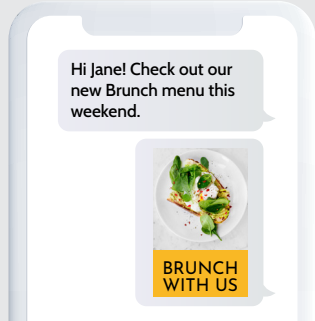 Hi Jane! Check out our
new Brunch menu this
weekend.
BRUNCH
WITH US